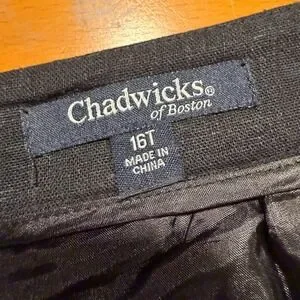 Chadwicks®
of Boston
16T
MADE IN
CHINA